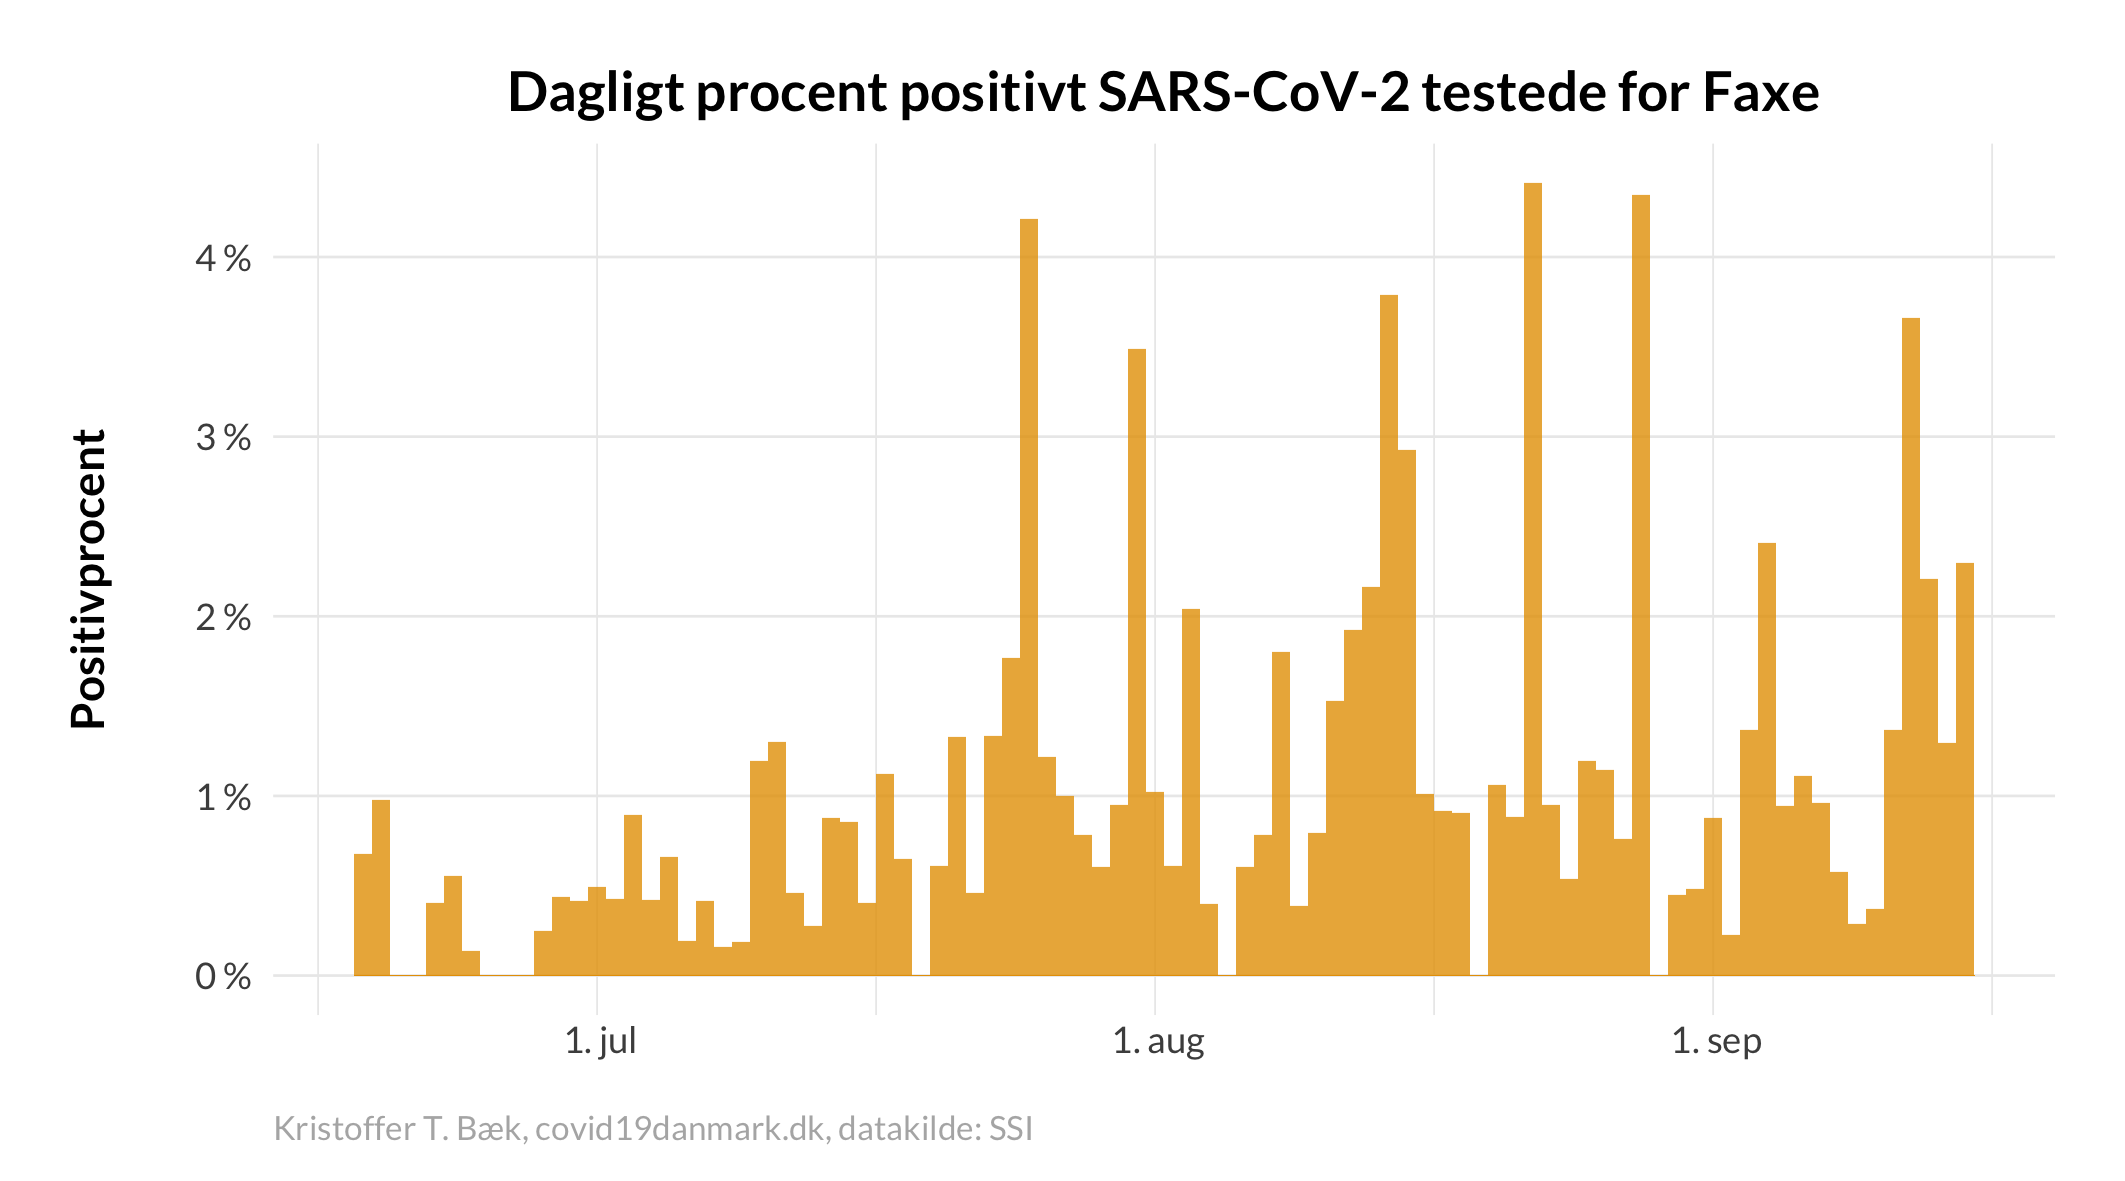 Dagligt procent positivt SARS-CoV-2 testede for Faxe
Positivprocent
4 %
3 %
2 %
1 %
0 %
1. jul
1. aug
1. sep
Kristoffer T. Bæk, covid19danmark.dk, datakilde: SSI